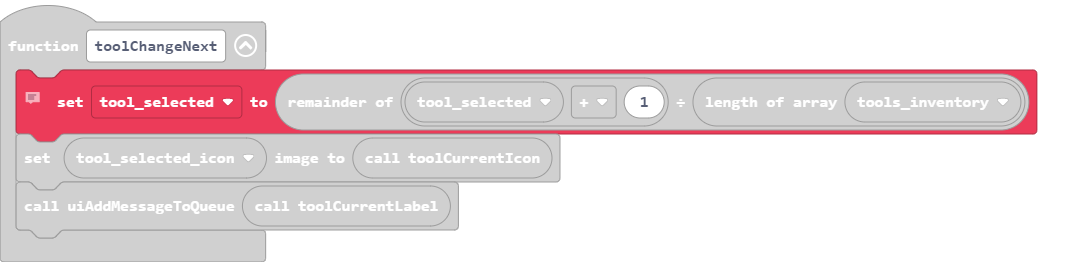 function toolChangeNext
set tool_selected to remainder of tool_selected + 1 ÷ length of array tools_inventory
set tool_selected_icon image to call toolCurrentIcon
call uiAddMessageToQueue call toolCurrentLabel